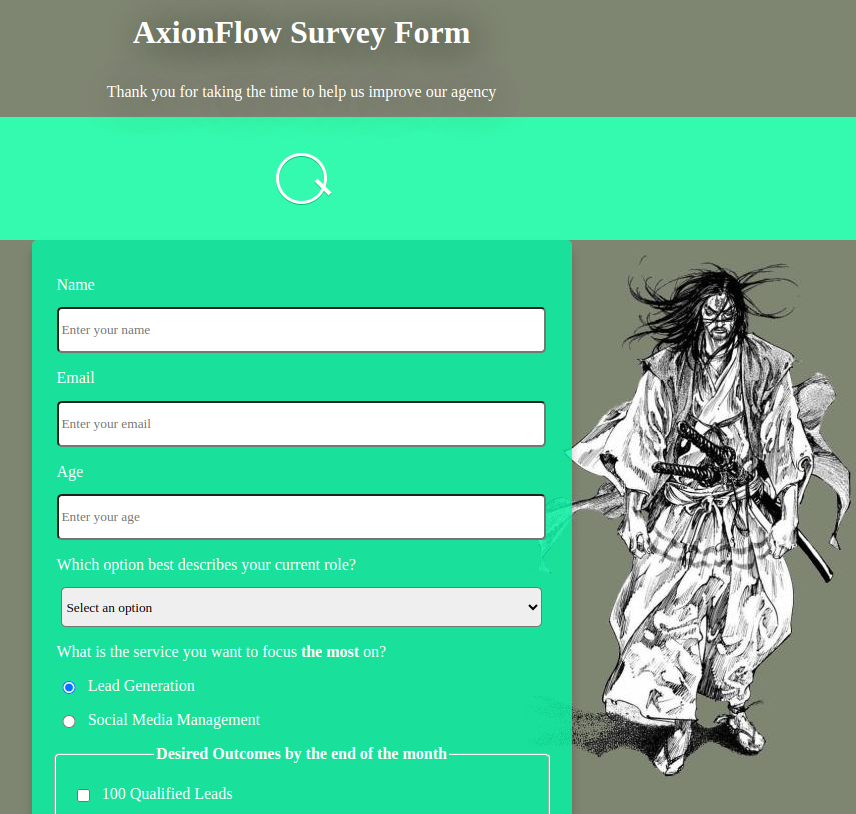 AxionFlow Survey Form
Thank you for taking the time to help us improve our agency
Name
Enter your name
Email
Enter your email
Age
Enter your age
Which option best describes your current role?
Select an option
What is the service you want to focus the most on?
Lead Generation
Social Media Management
Desired Outcomes by the end of the month
100 Qualified Leads